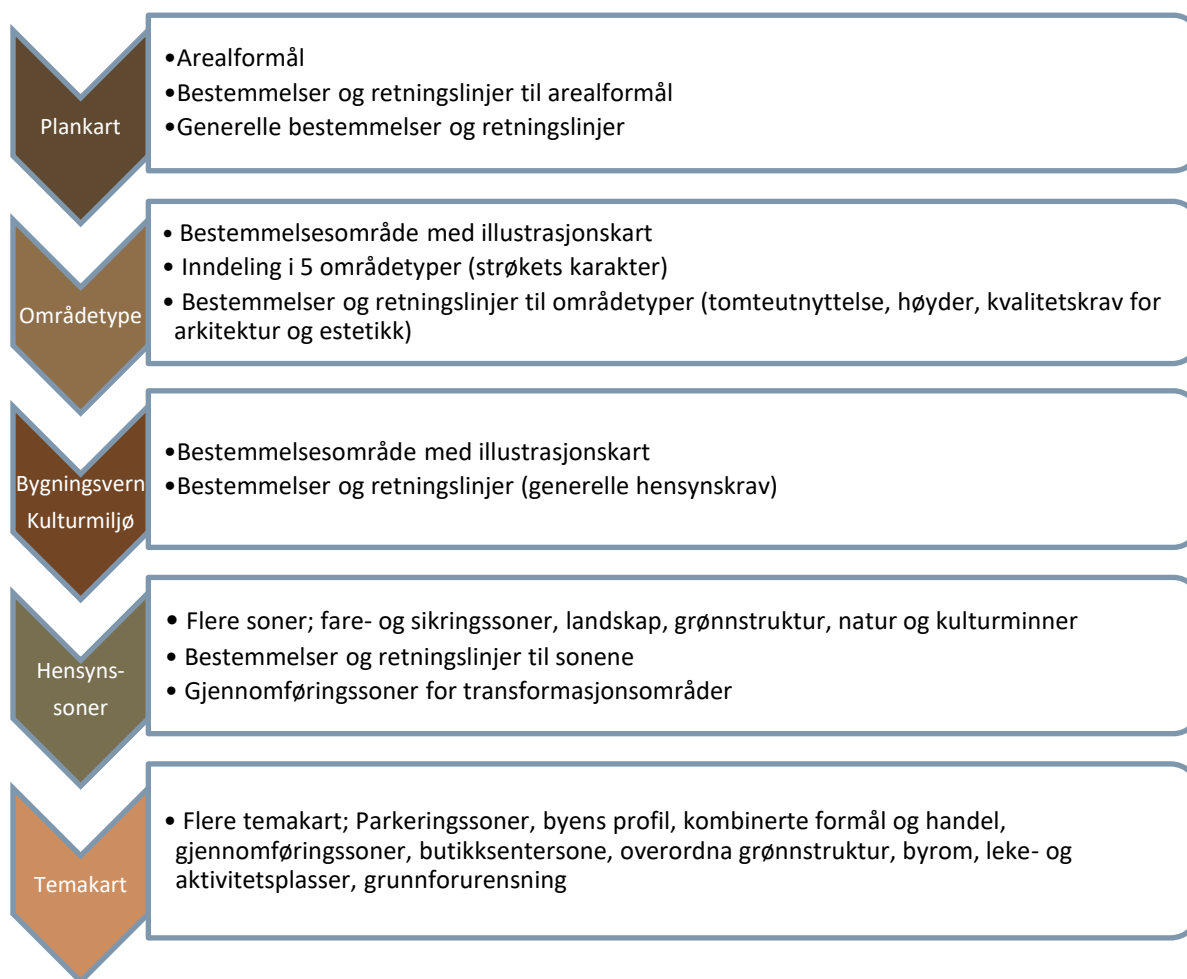 Plankart
•Arealformål
•Bestemmelser og retningslinjer til arealformål
•Generelle bestemmelser og retningslinjer
Områdetype
• Bestemmelsesområde med illustrasjonskart
• Inndeling i 5 områdetyper (strøkets karakter)
• Bestemmelser og retningslinjer til områdetyper (tomteutnyttelse, høyder, kvalitetskrav for
arkitektur og estetikk)
Bygningsvern
Kulturmiljø
•Bestemmelsesområde med illustrasjonskart
•Bestemmelser og retningslinjer (generelle hensynskrav)
Hensyns-
soner
• Flere soner; fare- og sikringssoner, landskap, grønnstruktur, natur og kulturminner
• Bestemmelser og retningslinjer til sonene
• Gjennomføringssoner for transformasjonsområder
Temakart
• Flere temakart; Parkeringssoner, byens profil, kombinerte formål og handel,
gjennomføringssoner, butikksentersone, overordna grønnstruktur, byrom, leke- og
aktivitetsplasser, grunnforurensning